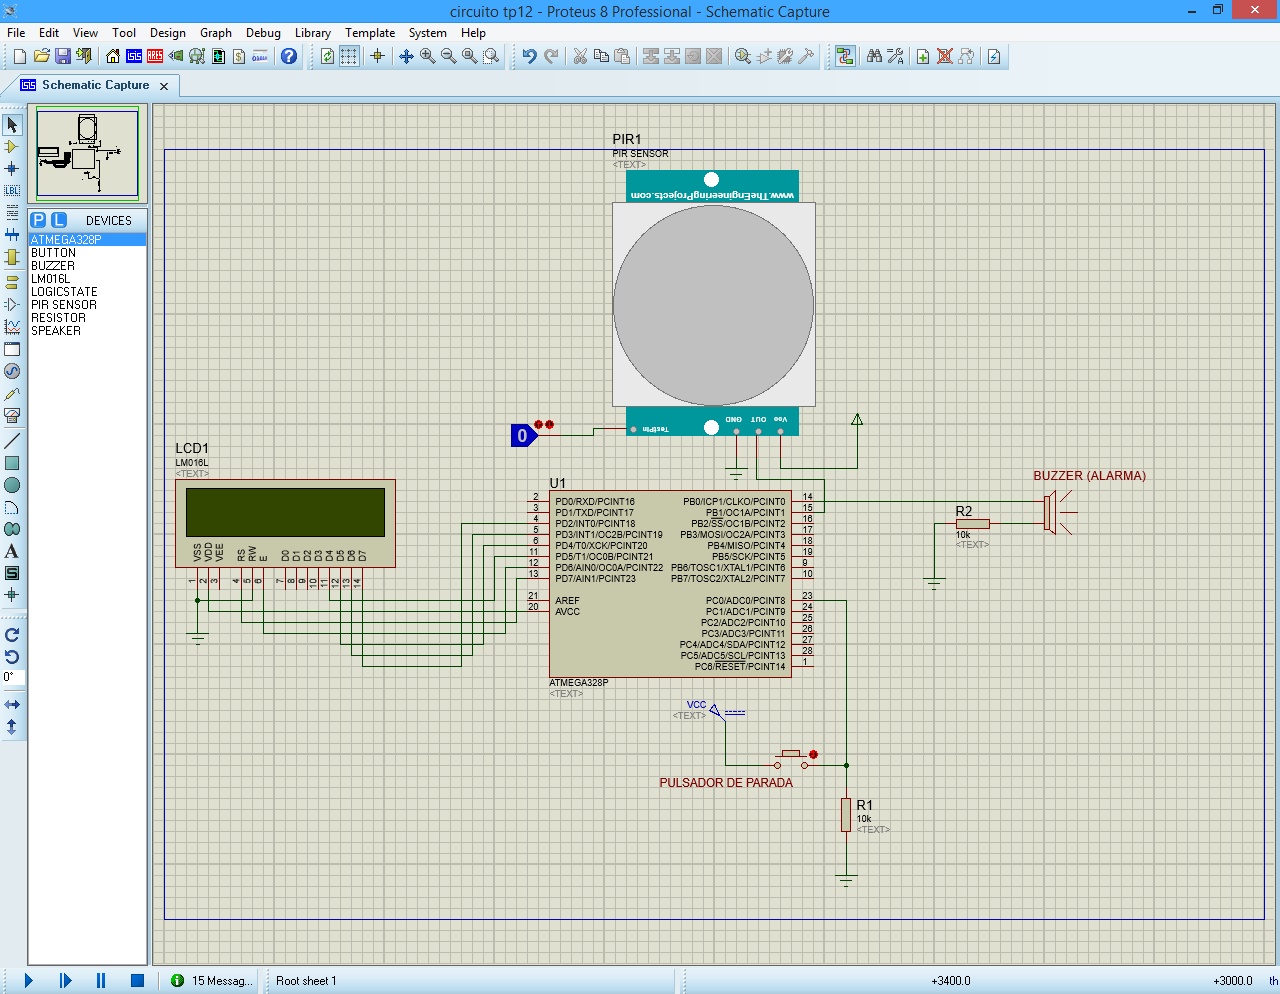 circuito tp12 - Proteus 8 Professional - Schematic Capture
File Edit View Tool Design Graph Debug Library Template System Help
Schematic Capture
P L DEVICES
ATMEGA328P
BUTTON
BUZZER
LM016L
LOGICSTATE
PIR SENSOR
RESISTOR
SPEAKER
LBL
A
0°
PIR1
PIR SENSOR
<TEXT>
www.TheEngineeringProjects.com
TestPin GND OUT Vcc
0
LCD1
LM016L
<TEXT>
VSS VDD VEE RS RW E D0 D1 D2 D3 D4 D5 D6 D7
1 2 3 4 5 6 7 8 9 10 11 12 13 14
U1
2 PD0/RXD/PCINT16 PB0/ICP1/CLKO/PCINT0 14
3 PD1/TXD/PCINT17 PB1/OC1A/PCINT1 15
4 PD2/INT0/PCINT18 PB2/SS/OC1B/PCINT2 16
5 PD3/INT1/OC2B/PCINT19 PB3/MOSI/OC2A/PCINT3 17
6 PD4/T0/XCK/PCINT20 PB4/MISO/PCINT4 18
11 PD5/T1/OC0B/PCINT21 PB5/SCK/PCINT5 19
12 PD6/AIN0/OC0A/PCINT22 PB6/TOSC1/XTAL1/PCINT6 9
13 PD7/AIN1/PCINT23 PB7/TOSC2/XTAL2/PCINT7 10
21 AREF PC0/ADC0/PCINT8 23
20 AVCC PC1/ADC1/PCINT9 24
PC2/ADC2/PCINT10 25
PC3/ADC3/PCINT11 26
PC4/ADC4/SDA/PCINT12 27
PC5/ADC5/SCL/PCINT13 28
PC6/RESET/PCINT14 1
ATMEGA328P
<TEXT>
BUZZER (ALARMA)
R2
10k
<TEXT>
VCC
<TEXT>
PULSADOR DE PARADA
R1
10k
<TEXT>
15 Messag... Root sheet 1 +3400.0 +3000.0 th